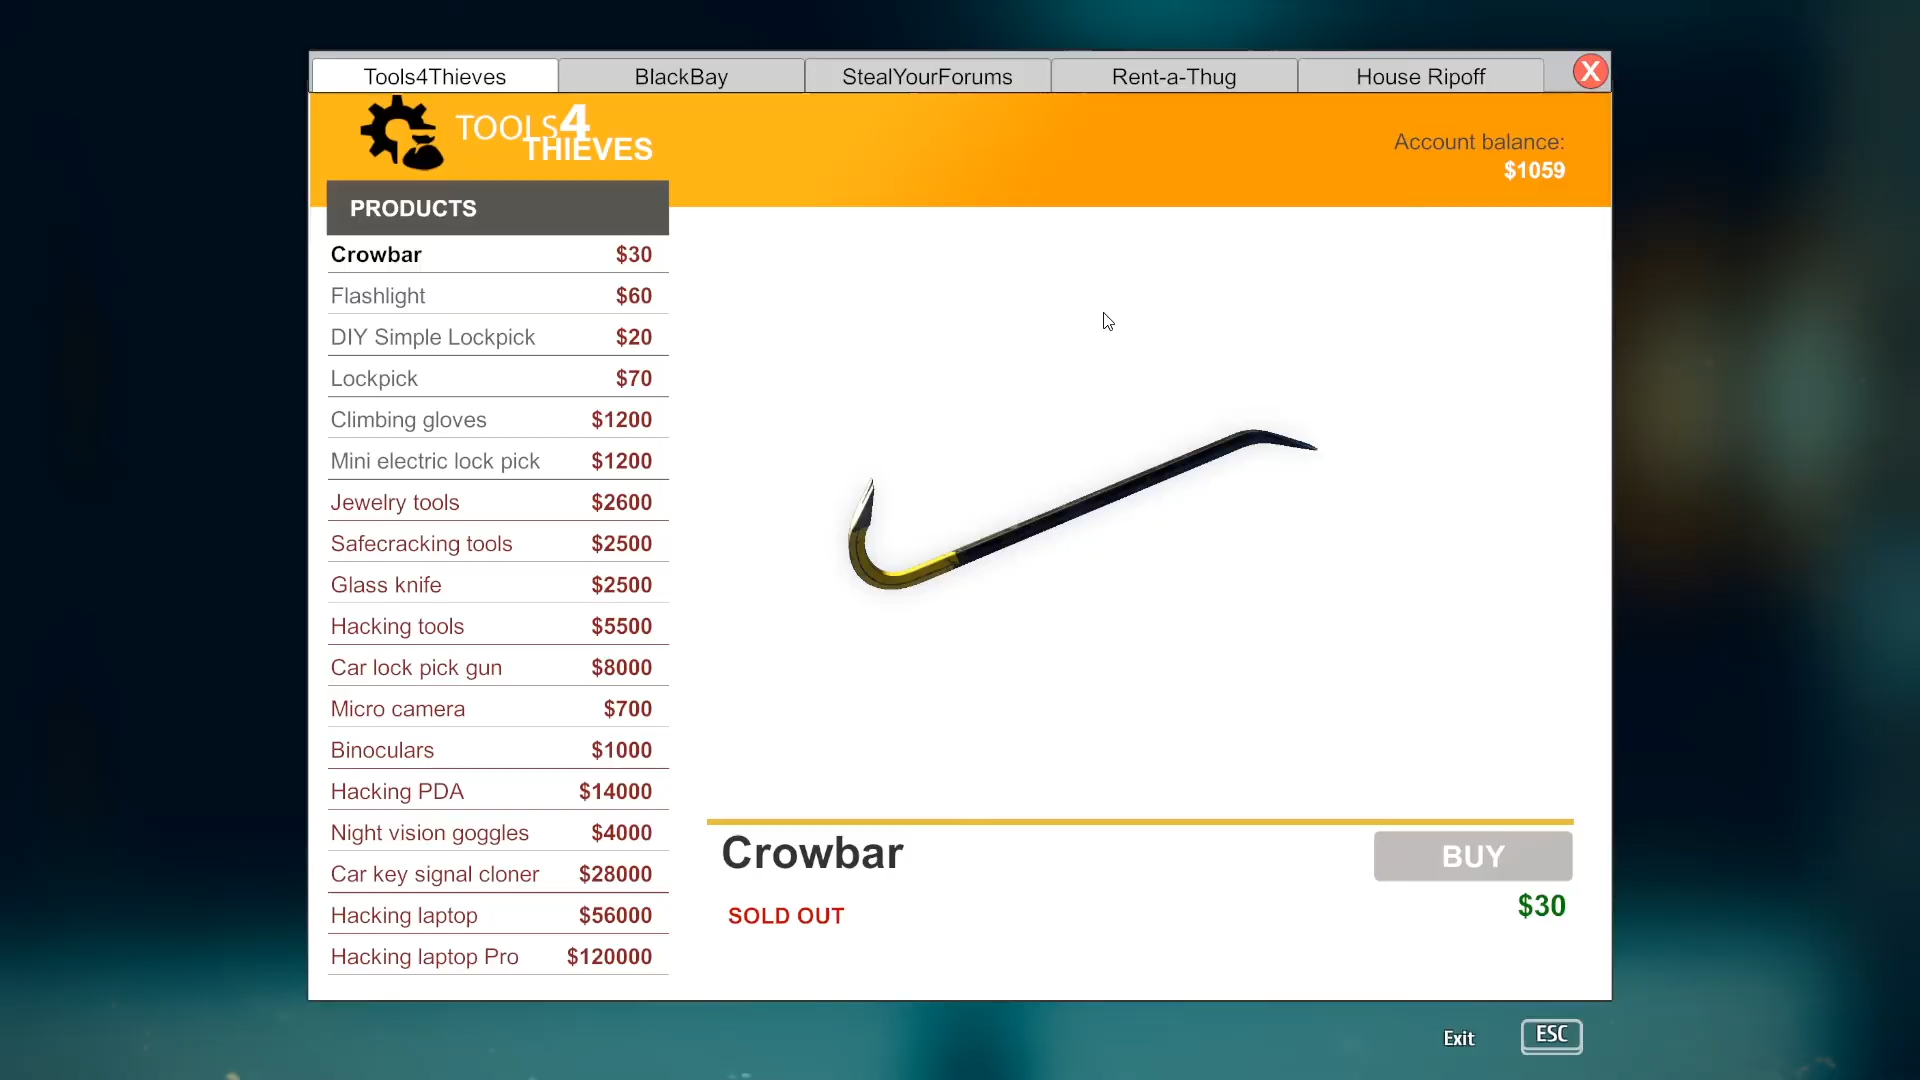 Tools4Thieves
BlackBay
StealYourForums
Rent-a-Thug
House Ripoff
X
TOOLS4
THIEVES
Account balance:
$1059
PRODUCTS
Crowbar $30
Flashlight $60
DIY Simple Lockpick $20
Lockpick $70
Climbing gloves $1200
Mini electric lock pick $1200
Jewelry tools $2600
Safecracking tools $2500
Glass knife $2500
Hacking tools $5500
Car lock pick gun $8000
Micro camera $700
Binoculars $1000
Hacking PDA $14000
Night vision goggles $4000
Car key signal cloner $28000
Hacking laptop $56000
Hacking laptop Pro $120000
Crowbar
BUY
$30
SOLD OUT
Exit ESC